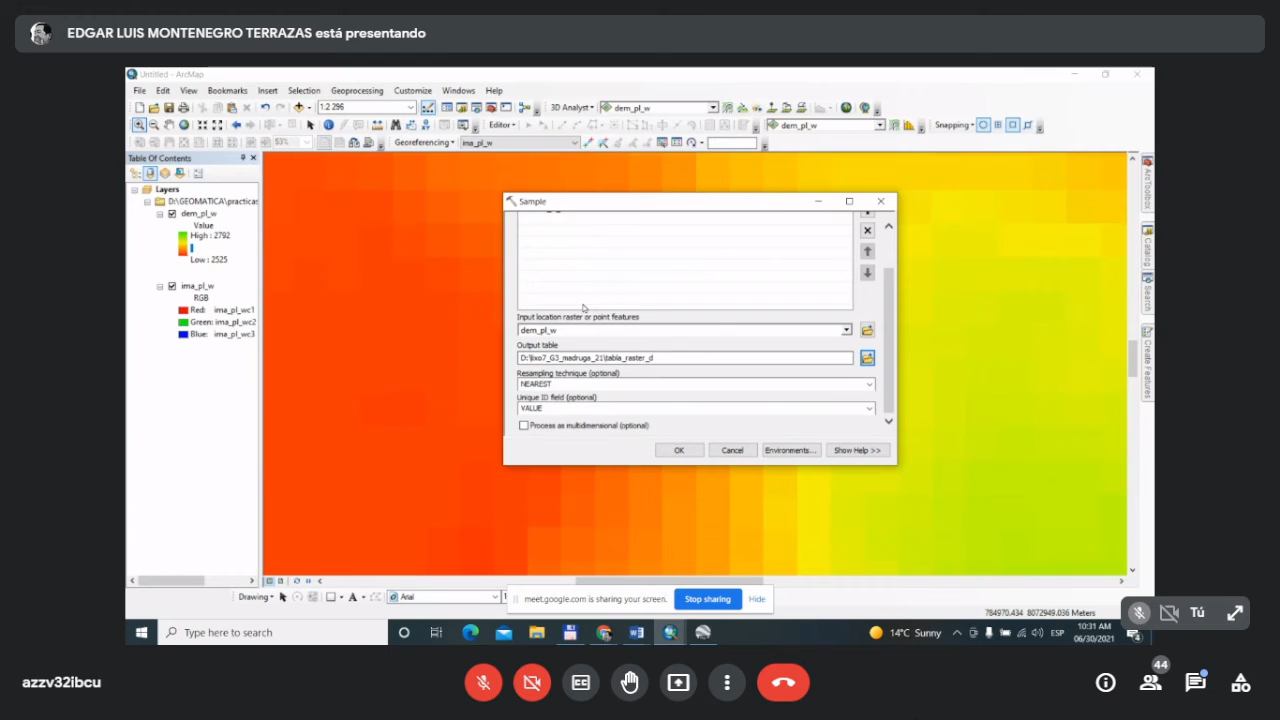 EDGAR LUIS MONTENEGRO TERRAZAS está presentando
Untitled - ArcMap
File Edit View Bookmarks Insert Selection Geoprocessing Customize Windows Help
1:2 296
3D Analyst
dem_pl_w
Editor
dem_pl_w
Snapping
53%
Georeferencing
ima_pl_w
Table Of Contents
Layers
D:\GEOMATICA\practicas
dem_pl_w
Value
High : 2792
Low : 2525
ima_pl_w
RGB
Red: ima_pl_wc1
Green: ima_pl_wc2
Blue: ima_pl_wc3
Sample
Input location raster or point features
dem_pl_w
Output table
D:\lixo7_G3_madruga_21\tabla_raster_d
Resampling technique (optional)
NEAREST
Unique ID field (optional)
VALUE
Process as multidimensional (optional)
OK Cancel Environments... Show Help >>
ArcToolbox
Catalog
Search
Create Features
Drawing
Arial
meet.google.com is sharing your screen. Stop sharing Hide
784970.434 8072949.036 Meters
Tú
Type here to search
14°C Sunny
ESP
10:31 AM
06/30/2021
4
azzv32ibcu
44